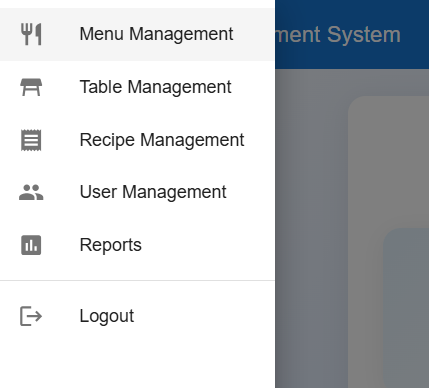 ment System
Menu Management
Table Management
Recipe Management
User Management
Reports
Logout